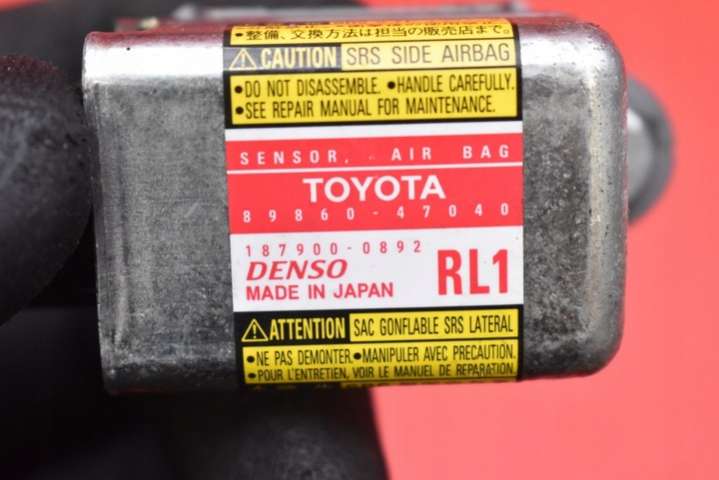 •整備、交換方法は担当の販売店まで。
CAUTION SRS SIDE AIRBAG
•DO NOT DISASSEMBLE. •HANDLE CAREFULLY.
•SEE REPAIR MANUAL FOR MAINTENANCE.
SENSOR, AIR BAG
TOYOTA
89860-47040
187900-0892
DENSO RL1
MADE IN JAPAN
ATTENTION SAC GONFLABLE SRS LATERAL
•NE PAS DEMONTER.•MANIPULER AVEC PRECAUTION.
•POUR L'ENTRETIEN, VOIR LE MANUEL DE REPARATION.